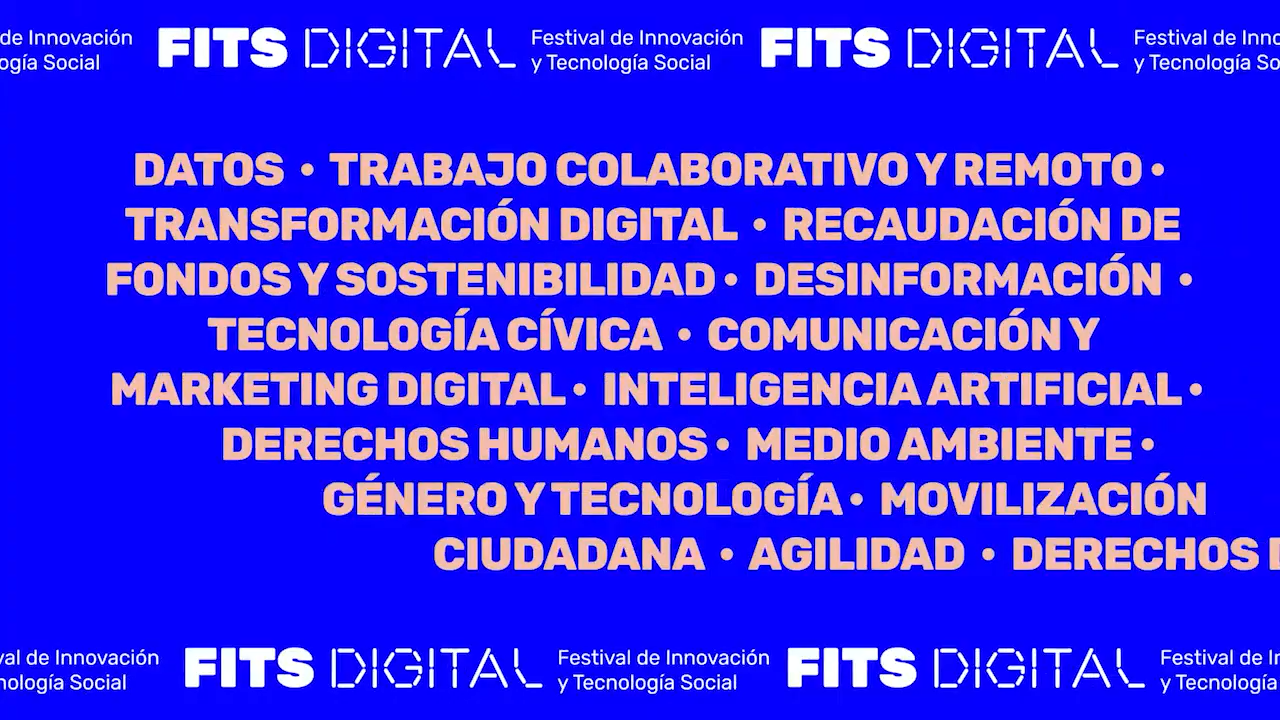 de Innovación
ogía Social
FITS DIGITAL
Festival de Innovación
y Tecnología Social
FITS DIGITAL
Festival de Inno
y Tecnología So
DATOS • TRABAJO COLABORATIVO Y REMOTO •
TRANSFORMACIÓN DIGITAL • RECAUDACIÓN DE
FONDOS Y SOSTENIBILIDAD • DESINFORMACIÓN •
TECNOLOGÍA CÍVICA • COMUNICACIÓN Y
MARKETING DIGITAL • INTELIGENCIA ARTIFICIAL •
DERECHOS HUMANOS • MEDIO AMBIENTE •
GÉNERO Y TECNOLOGÍA • MOVILIZACIÓN
CIUDADANA • AGILIDAD • DERECHOS
val de Innovación
nología Social
FITS DIGITAL
Festival de Innovación
y Tecnología Social
FITS DIGITAL
Festival de I
y Tecnología